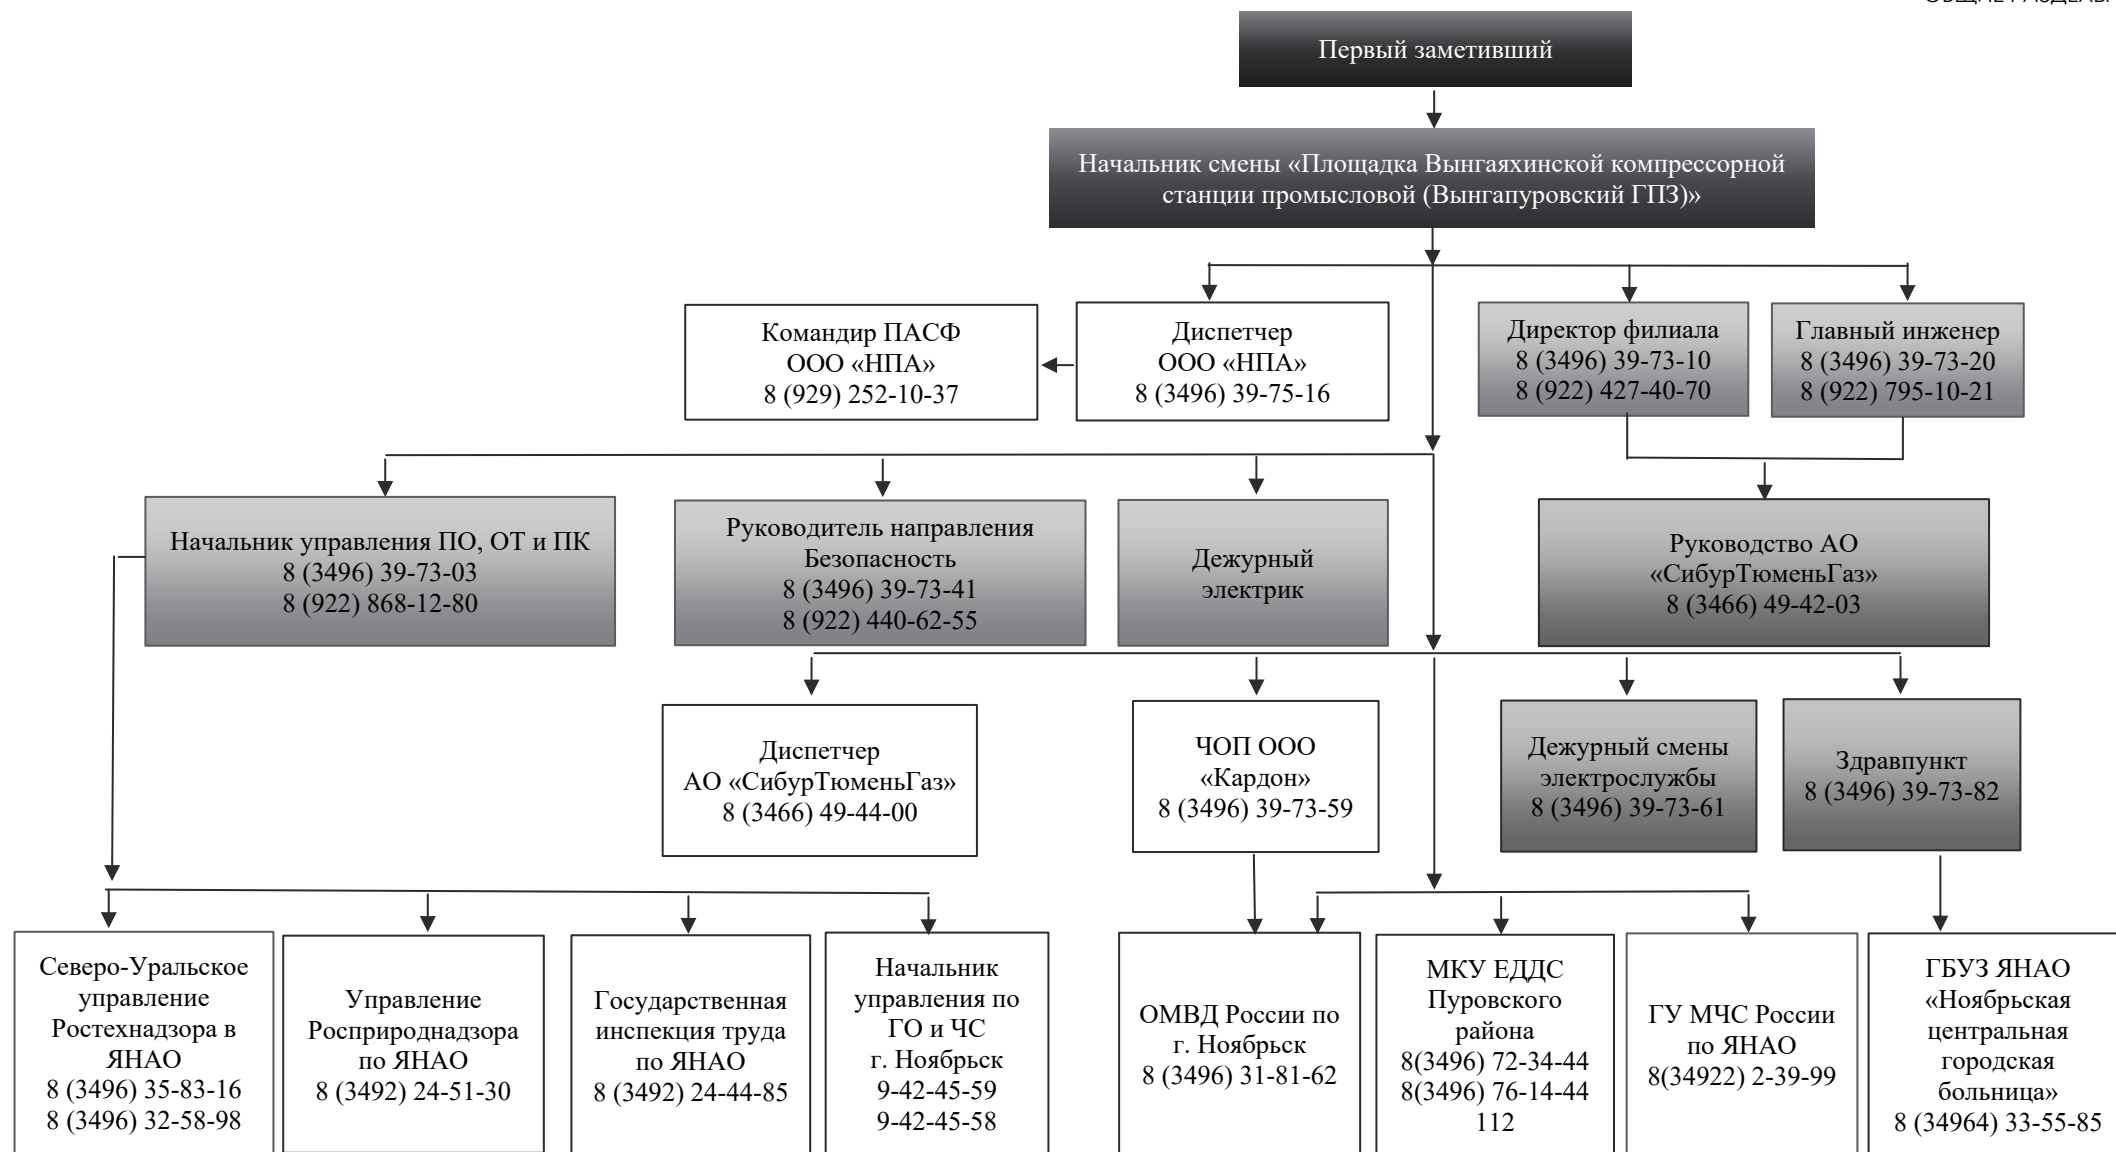 Первый заметивший
Начальник смены «Площадка Вынгаяхинской компрессорной
станции промысловой (Вынгапуровский ГПЗ)»
Командир ПАСФ
ООО «НПА»
8 (929) 252-10-37
Диспетчер
ООО «НПА»
8 (3496) 39-75-16
Директор филиала
8 (3496) 39-73-10
8 (922) 427-40-70
Главный инженер
8 (3496) 39-73-20
8 (922) 795-10-21
Начальник управления ПО, ОТ и ПК
8 (3496) 39-73-03
8 (922) 868-12-80
Руководитель направления
Безопасность
8 (3496) 39-73-41
8 (922) 440-62-55
Дежурный
электрик
Руководство АО
«СибурТюменьГаз»
8 (3466) 49-42-03
Диспетчер
АО «СибурТюменьГаз»
8 (3466) 49-44-00
ЧОП ООО
«Кардон»
8 (3496) 39-73-59
Дежурный смены
электрослужбы
8 (3496) 39-73-61
Здравпункт
8 (3496) 39-73-82
Северо-Уральское
управление
Ростехнадзора в
ЯНАО
8 (3496) 35-83-16
8 (3496) 32-58-98
Управление
Росприроднадзора
по ЯНАО
8 (3492) 24-51-30
Государственная
инспекция труда
по ЯНАО
8 (3492) 24-44-85
Начальник
управления по
ГО и ЧС
г. Ноябрьск
9-42-45-59
9-42-45-58
ОМВД России по
г. Ноябрьск
8 (3496) 31-81-62
МКУ ЕДДС
Пуровского
района
8(3496) 72-34-44
8(3496) 76-14-44
112
ГУ МЧС России
по ЯНАО
8(34922) 2-39-99
ГБУЗ ЯНАО
«Ноябрьская
центральная
городская
больница»
8 (34964) 33-55-85